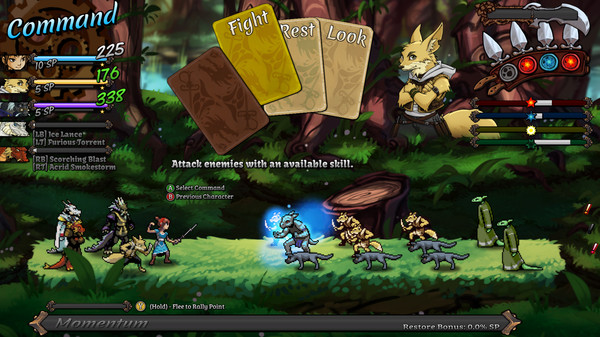 Command
225
10 SP
176
5 SP
338
5 SP
[LB] Ice Lance*
[LT] Furious Torrent
[RB] Scorching Blast
[RT] Acrid Smokestorm
Fight
Rest
Look
Attack enemies with an available skill.
A Select Command
B Previous Character
Y (Hold) - Flee to Rally Point
Momentum
Restore Bonus: 0.0% SP